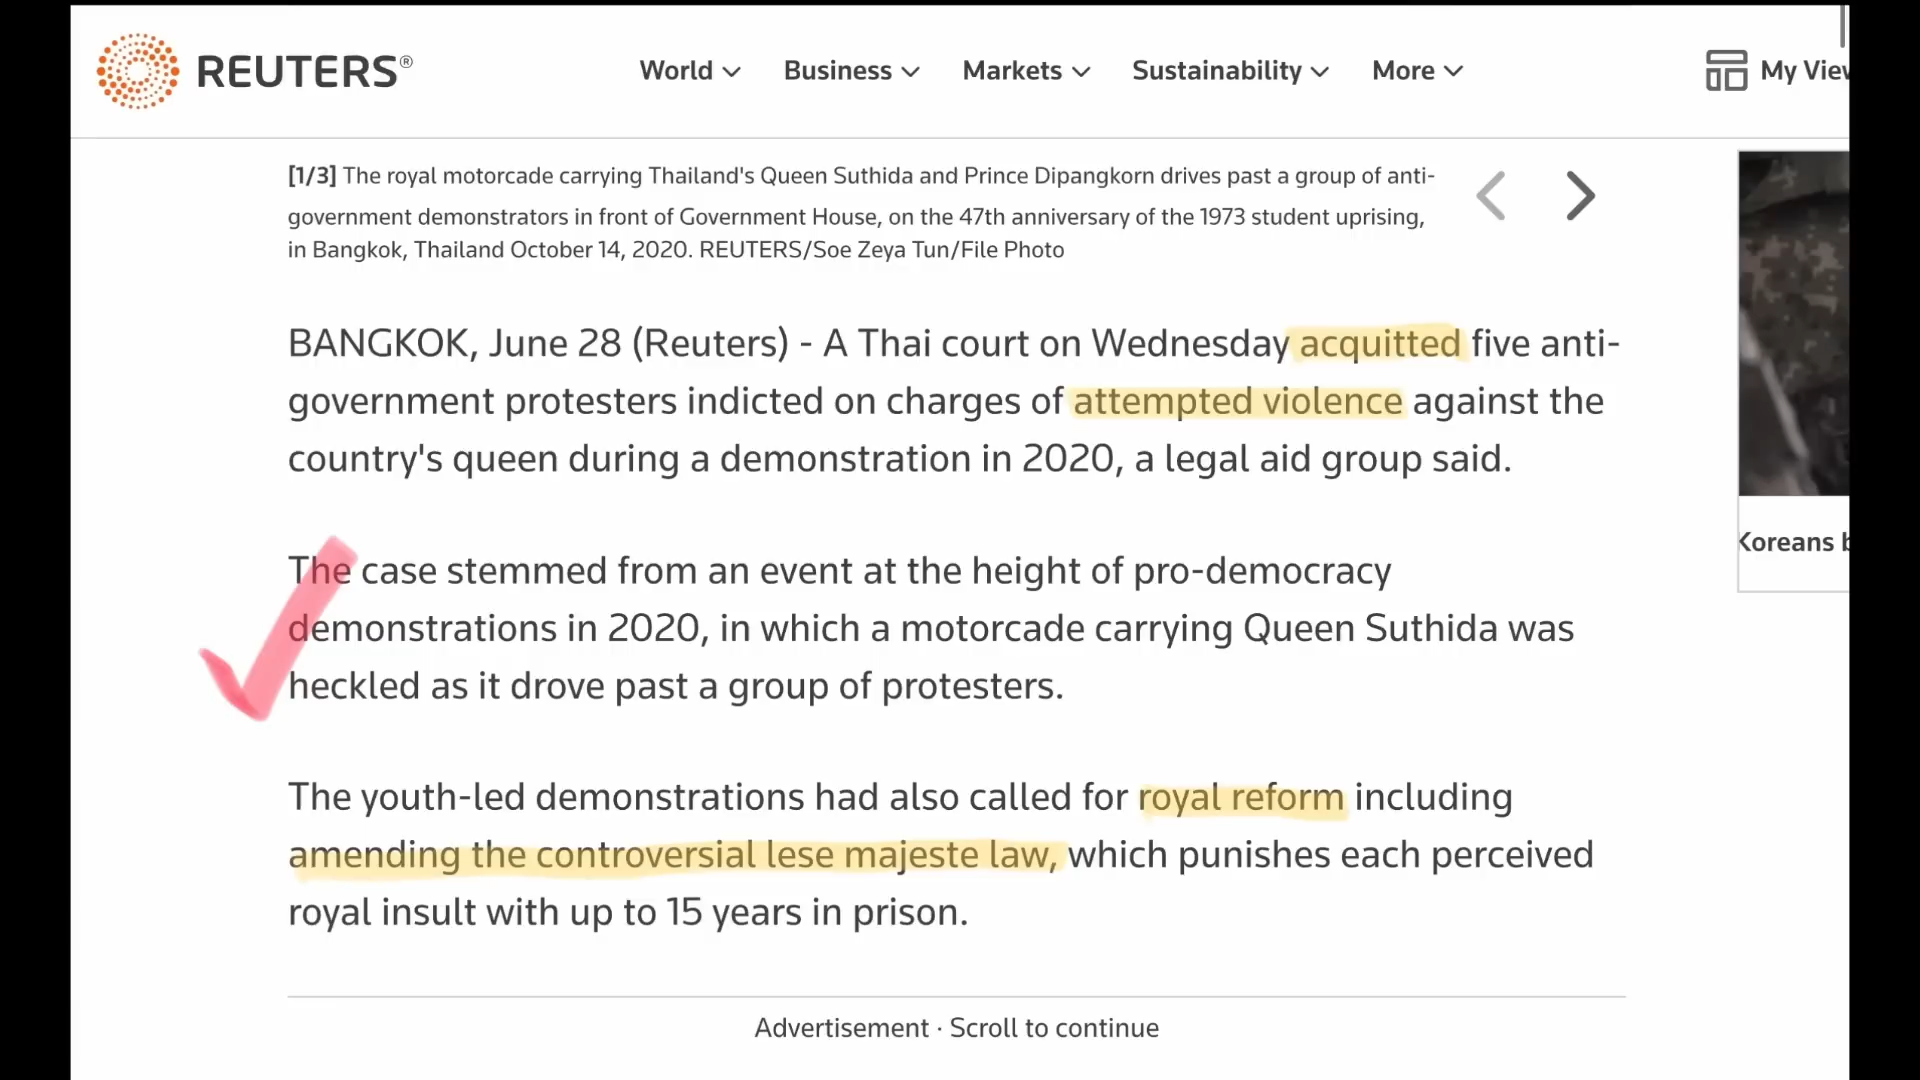 REUTERS®
World
Business
Markets
Sustainability
More
My View
[1/3] The royal motorcade carrying Thailand's Queen Suthida and Prince Dipangkorn drives past a group of anti-
government demonstrators in front of Government House, on the 47th anniversary of the 1973 student uprising,
in Bangkok, Thailand October 14, 2020. REUTERS/Soe Zeya Tun/File Photo
BANGKOK, June 28 (Reuters) - A Thai court on Wednesday acquitted five anti-
government protesters indicted on charges of attempted violence against the
country's queen during a demonstration in 2020, a legal aid group said.
Koreans
The case stemmed from an event at the height of pro-democracy
demonstrations in 2020, in which a motorcade carrying Queen Suthida was
heckled as it drove past a group of protesters.
The youth-led demonstrations had also called for royal reform including
amending the controversial lese majeste law, which punishes each perceived
royal insult with up to 15 years in prison.
Advertisement · Scroll to continue